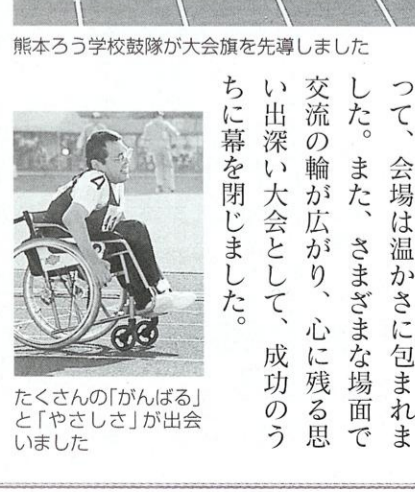 熊本ろう学校鼓隊が大会旗を先導しました
って、会場は温かさに包まれま
した。また、さまざまな場面で
交流の輪が広がり、心に残る思
い出深い大会として、成功のう
ちに幕を閉じました。
たくさんの「がんばる」
と「やさしさ」が出会
いました